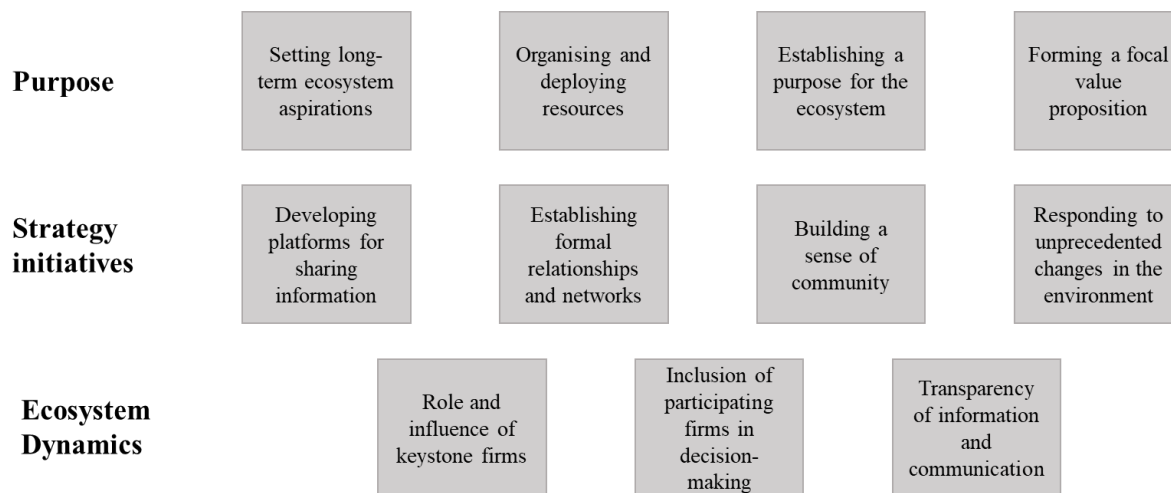 Purpose
Setting long-
term ecosystem
aspirations
Organising and
deploying
resources
Establishing a
purpose for the
ecosystem
Forming a focal
value
proposition
Strategy
initiatives
Developing
platforms for
sharing
information
Establishing
formal
relationships
and networks
Building a
sense of
community
Responding to
unprecedented
changes in the
environment
Ecosystem
Dynamics
Role and
influence of
keystone firms
Inclusion of
participating
firms in
decision-
making
Transparency
of information
and
communication